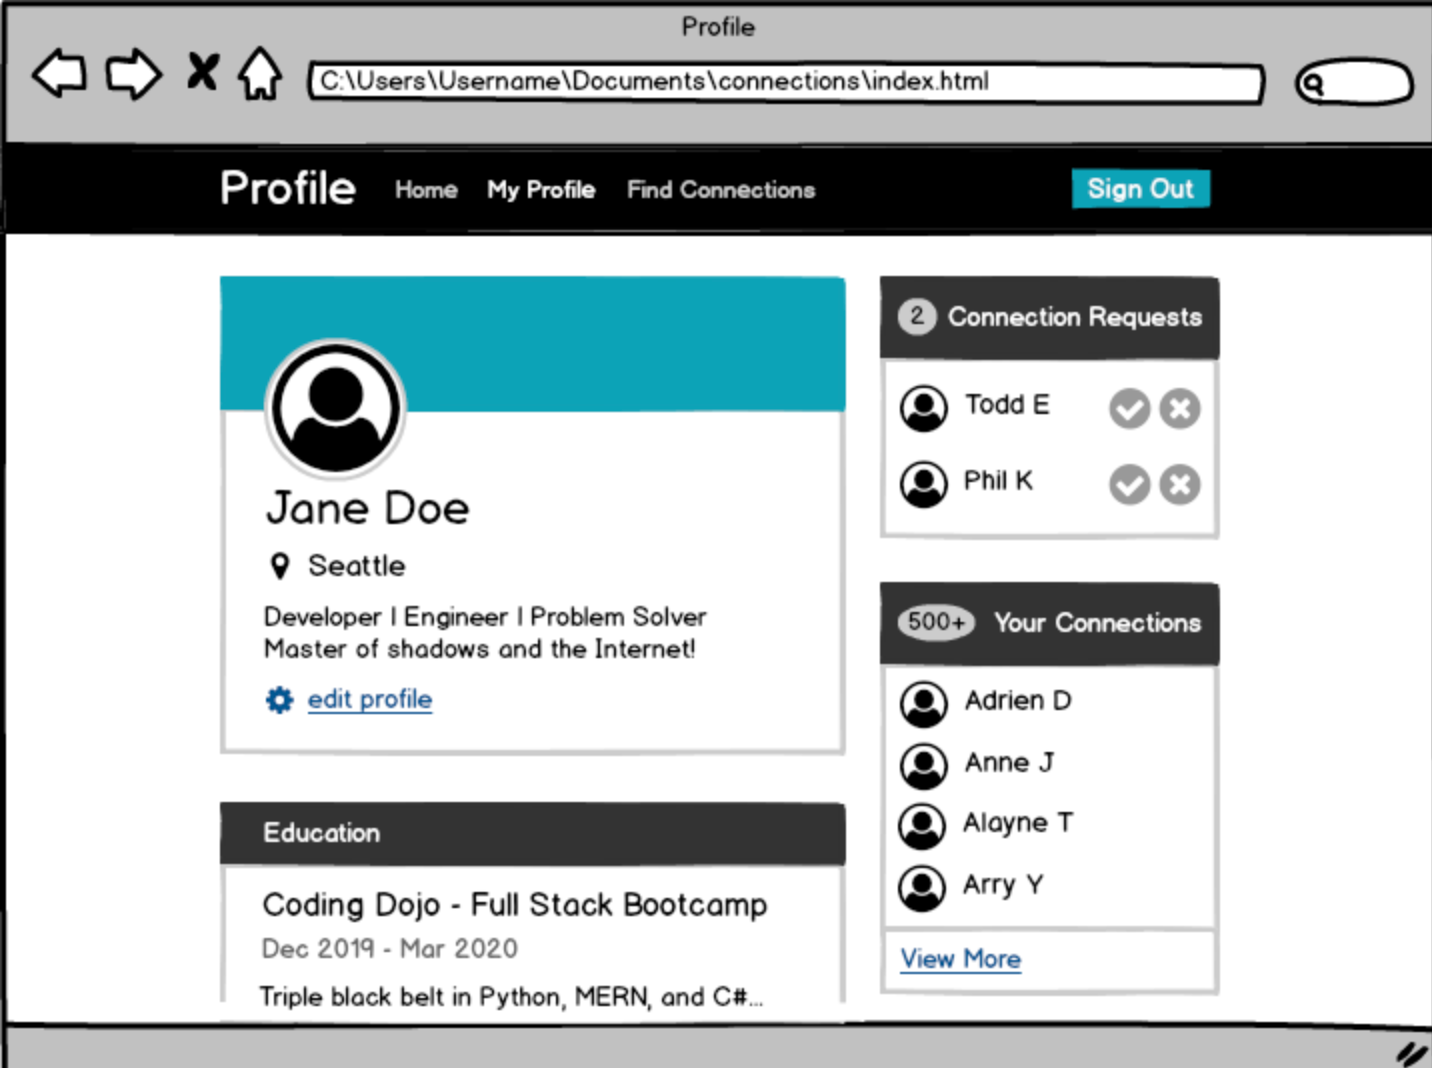 Profile
C:\Users\Username\Documents\connections\index.html
Profile Home My Profile Find Connections Sign Out
Jane Doe
Seattle
Developer | Engineer | Problem Solver
Master of shadows and the Internet!
edit profile
Education
Coding Dojo - Full Stack Bootcamp
Dec 2019 - Mar 2020
Triple black belt in Python, MERN, and C#...
2 Connection Requests
Todd E
Phil K
500+ Your Connections
Adrien D
Anne J
Alayne T
Arry Y
View More